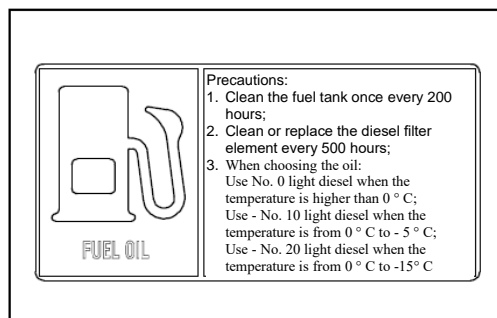 FUEL OIL
Precautions:
1. Clean the fuel tank once every 200
hours;
2. Clean or replace the diesel filter
element every 500 hours;
3. When choosing the oil:
Use No. 0 light diesel when the
temperature is higher than 0 ° C;
Use - No. 10 light diesel when the
temperature is from 0 ° C to - 5 ° C;
Use - No. 20 light diesel when the
temperature is from 0 ° C to -15° C